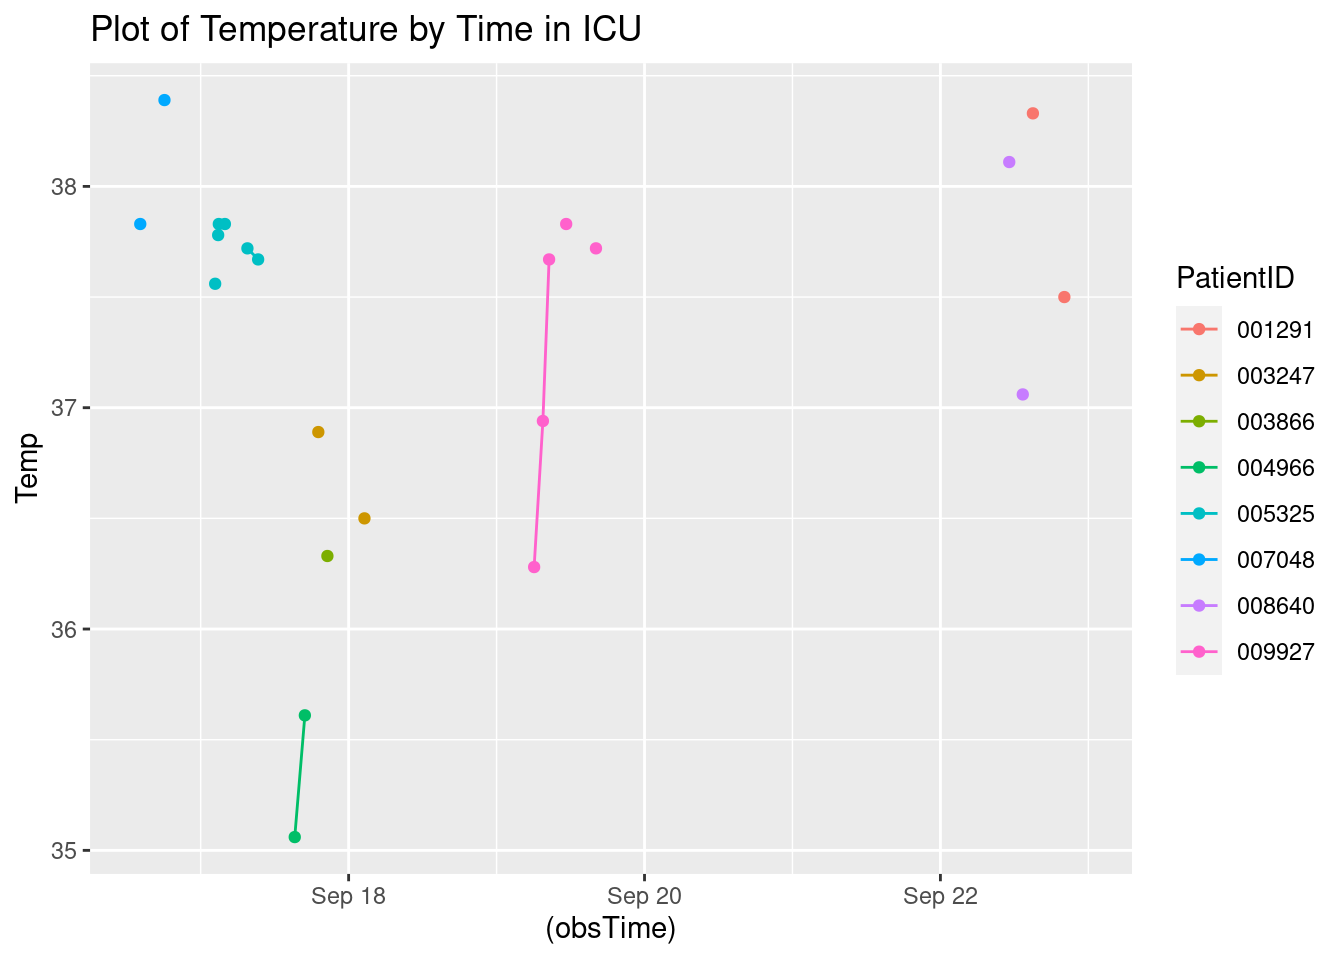 Plot of Temperature by Time in ICU
38
37
36
35
Temp
Sep 18
Sep 20
Sep 22
(obsTime)
PatientID
001291
003247
003866
004966
005325
007048
008640
009927